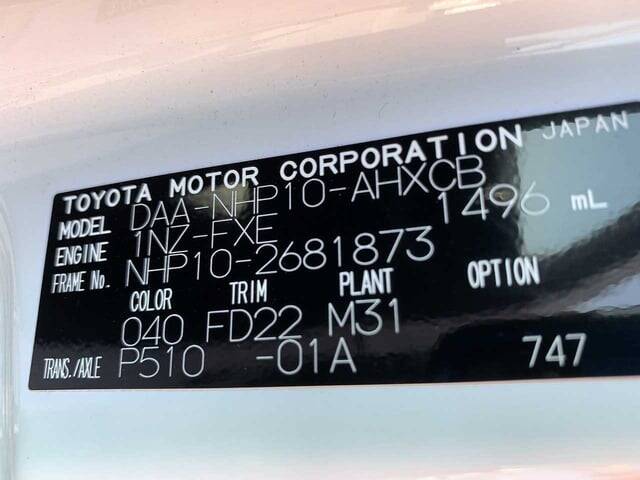 TOYOTA MOTOR CORPORATION JAPAN
MODEL DAA-NHP10-AHXCB
ENGINE 1NZ-FXE 1496 mL
FRAME No. NHP10-2681873
COLOR TRIM PLANT OPTION
040 FD22 M31
TRANS./AXLE P510 -01A 747